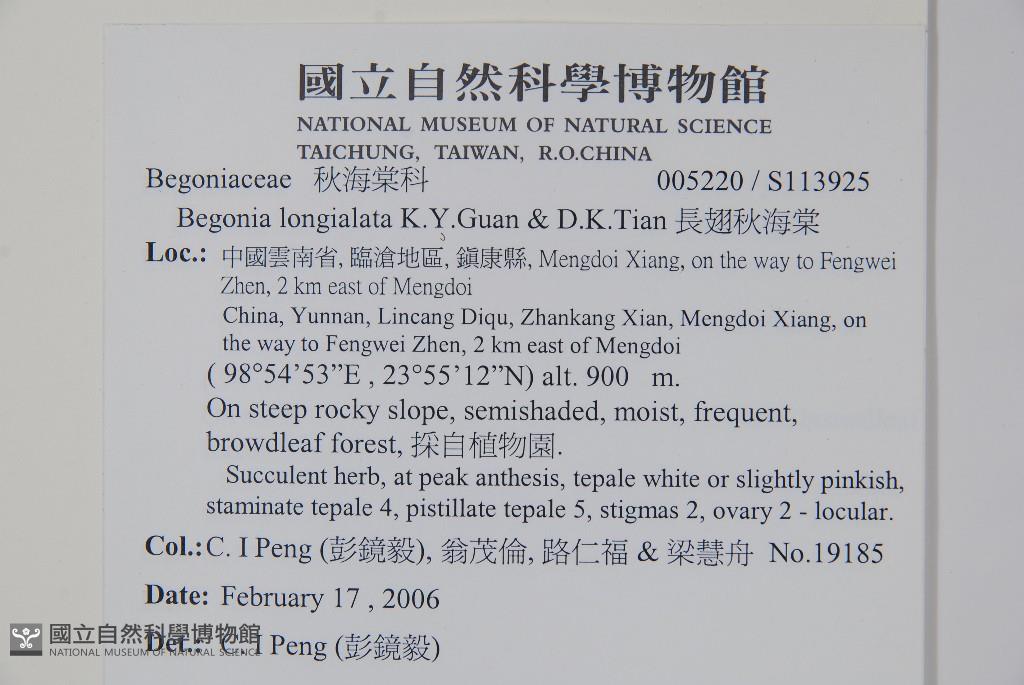 國立自然科學博物館
NATIONAL MUSEUM OF NATURAL SCIENCE
TAICHUNG, TAIWAN, R.O.CHINA
Begoniaceae 秋海棠科 005220 / S113925
Begonia longialata K.Y.Guan & D.K.Tian 長翅秋海棠
Loc.: 中國雲南省, 臨滄地區, 鎮康縣, Mengdoi Xiang, on the way to Fengwei
Zhen, 2 km east of Mengdoi
China, Yunnan, Lincang Diqu, Zhankang Xian, Mengdoi Xiang, on
the way to Fengwei Zhen, 2 km east of Mengdoi
( 98°54’53”E , 23°55’12”N) alt. 900 m.
On steep rocky slope, semishaded, moist, frequent,
browdleaf forest, 採自植物園.
Succulent herb, at peak anthesis, tepale white or slightly pinkish,
staminate tepale 4, pistillate tepale 5, stigmas 2, ovary 2 - locular.
Col.: C. I Peng (彭鏡毅), 翁茂倫, 路仁福 & 梁慧舟 No.19185
Date: February 17 , 2006
Det.: C. I Peng (彭鏡毅)
國立自然科學博物館
NATIONAL MUSEUM OF NATURAL SCIENCE